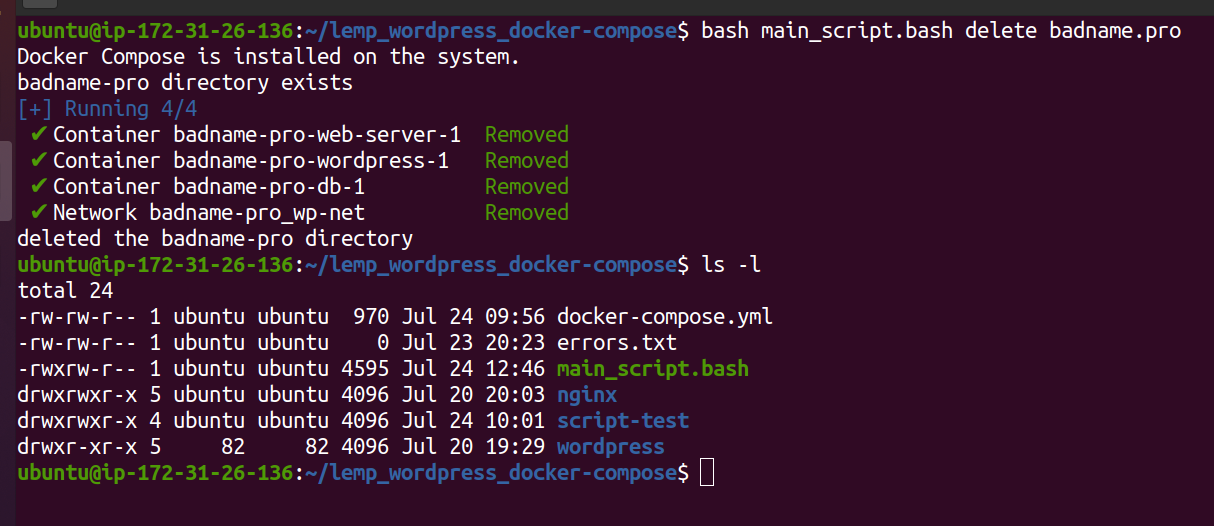 ubuntu@ip-172-31-26-136:~/lemp_wordpress_docker-compose$ bash main_script.bash delete badname.pro
Docker Compose is installed on the system.
badname-pro directory exists
[+] Running 4/4
✔ Container badname-pro-web-server-1  Removed
✔ Container badname-pro-wordpress-1   Removed
✔ Container badname-pro-db-1          Removed
✔ Network badname-pro_wp-net          Removed
deleted the badname-pro directory
ubuntu@ip-172-31-26-136:~/lemp_wordpress_docker-compose$ ls -l
total 24
-rw-rw-r-- 1 ubuntu ubuntu  970 Jul 24 09:56 docker-compose.yml
-rw-rw-r-- 1 ubuntu ubuntu    0 Jul 23 20:23 errors.txt
-rwxrw-r-- 1 ubuntu ubuntu 4595 Jul 24 12:46 main_script.bash
drwxrwxr-x 5 ubuntu ubuntu 4096 Jul 20 20:03 nginx
drwxrwxr-x 4 ubuntu ubuntu 4096 Jul 24 10:01 script-test
drwxr-xr-x 5     82     82 4096 Jul 20 19:29 wordpress
ubuntu@ip-172-31-26-136:~/lemp_wordpress_docker-compose$